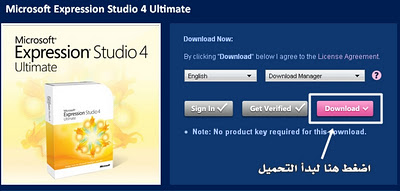 Microsoft Expression Studio 4 Ultimate
Microsoft®
Expression® Studio 4
Ultimate
Download Now:
By clicking "Download" below I agree to the License Agreement.
English
Download Manager
?
Sign In
Get Verified
Download
• Note: No product key required for this download.
اضغط هنا لبدأ التحميل